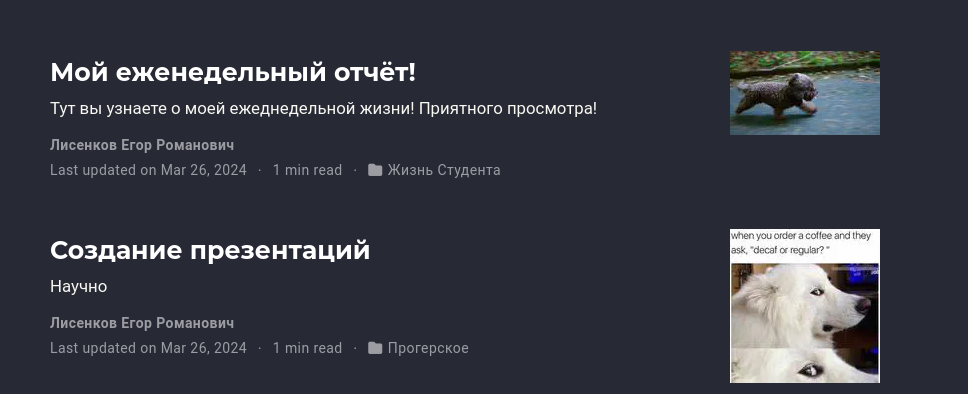 Мой еженедельный отчёт!
Тут вы узнаете о моей ежеднедельной жизни! Приятного просмотра!
Лисенков Егор Романович
Last updated on Mar 26, 2024 · 1 min read · Жизнь Студента
Создание презентаций
Научно
Лисенков Егор Романович
Last updated on Mar 26, 2024 · 1 min read · Прогерское
when you order a coffee and they
ask, "decaf or regular? "